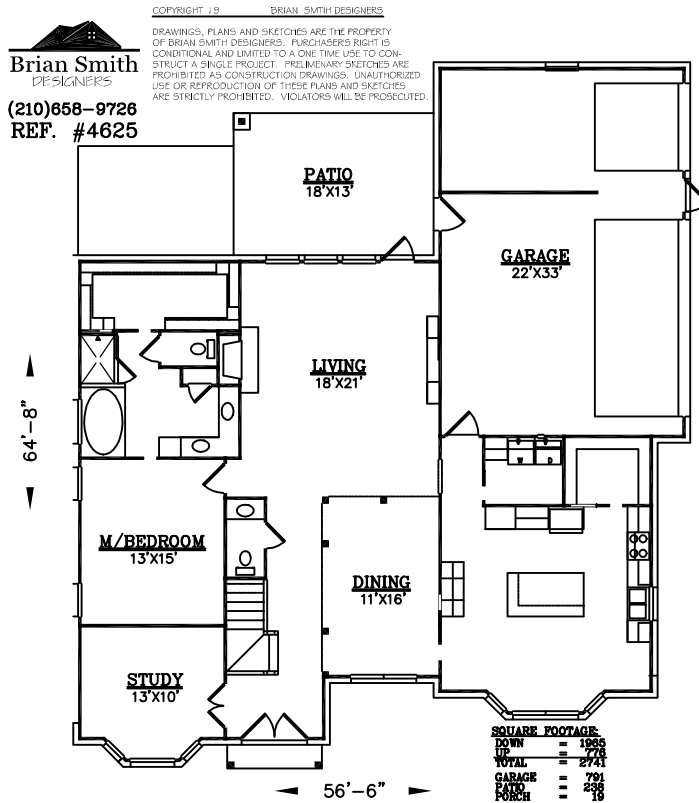 COPYRIGHT 19 BRIAN SMITH DESIGNERS
DRAWINGS, PLANS AND SKETCHES ARE THE PROPERTY
OF BRIAN SMITH DESIGNERS. PURCHASER'S RIGHT IS
CONDITIONAL AND LIMITED TO A ONE TIME USE TO CON-
STRUCT A SINGLE PROJECT. PRELIMENARY SKETCHES ARE
PROHIBITED AS CONSTRUCTION DRAWINGS. UNAUTHORIZED
USE OR REPRODUCTION OF THESE PLANS AND SKETCHES
ARE STRICTLY PROHIBITED. VIOLATORS WILL BE PROSECUTED.
Brian Smith
DESIGNERS
(210)658-9726
REF. #4625
PATIO
18'X13'
GARAGE
22'X33'
LIVING
18'X21'
64'-8"
W D
M/BEDROOM
13'X15'
DINING
11'X16'
STUDY
13'X10'
56'-6"
SQUARE FOOTAGE:
DOWN = 1965
UP = 776
TOTAL = 2741
GARAGE = 791
PATIO = 238
PORCH = 19